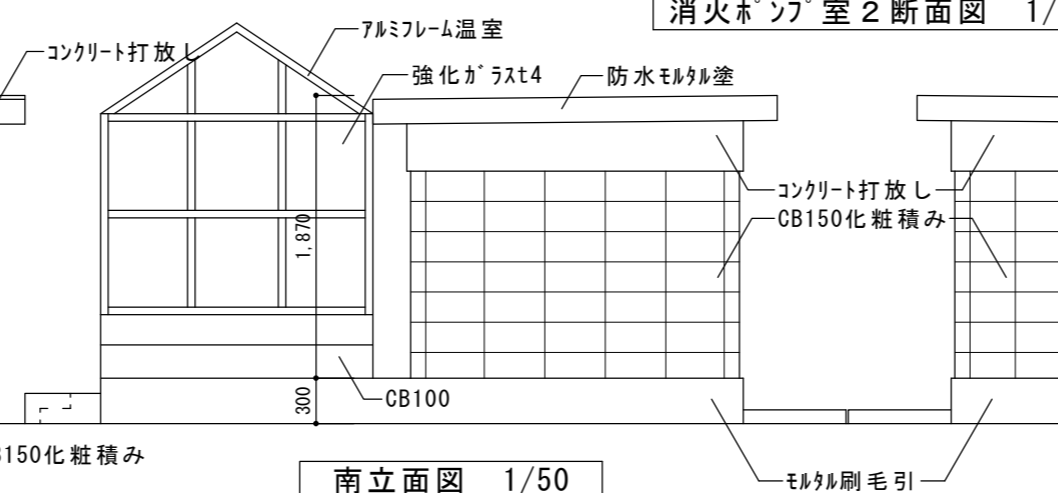 消火ポンプ室2断面図 1/
アルミフレーム温室
コンクリート打放し
強化ガラスt4
防水モルタル塗
コンクリート打放し
CB150化粧積み
1,870
300
CB100
150化粧積み
南立面図 1/50
モルタル刷毛引